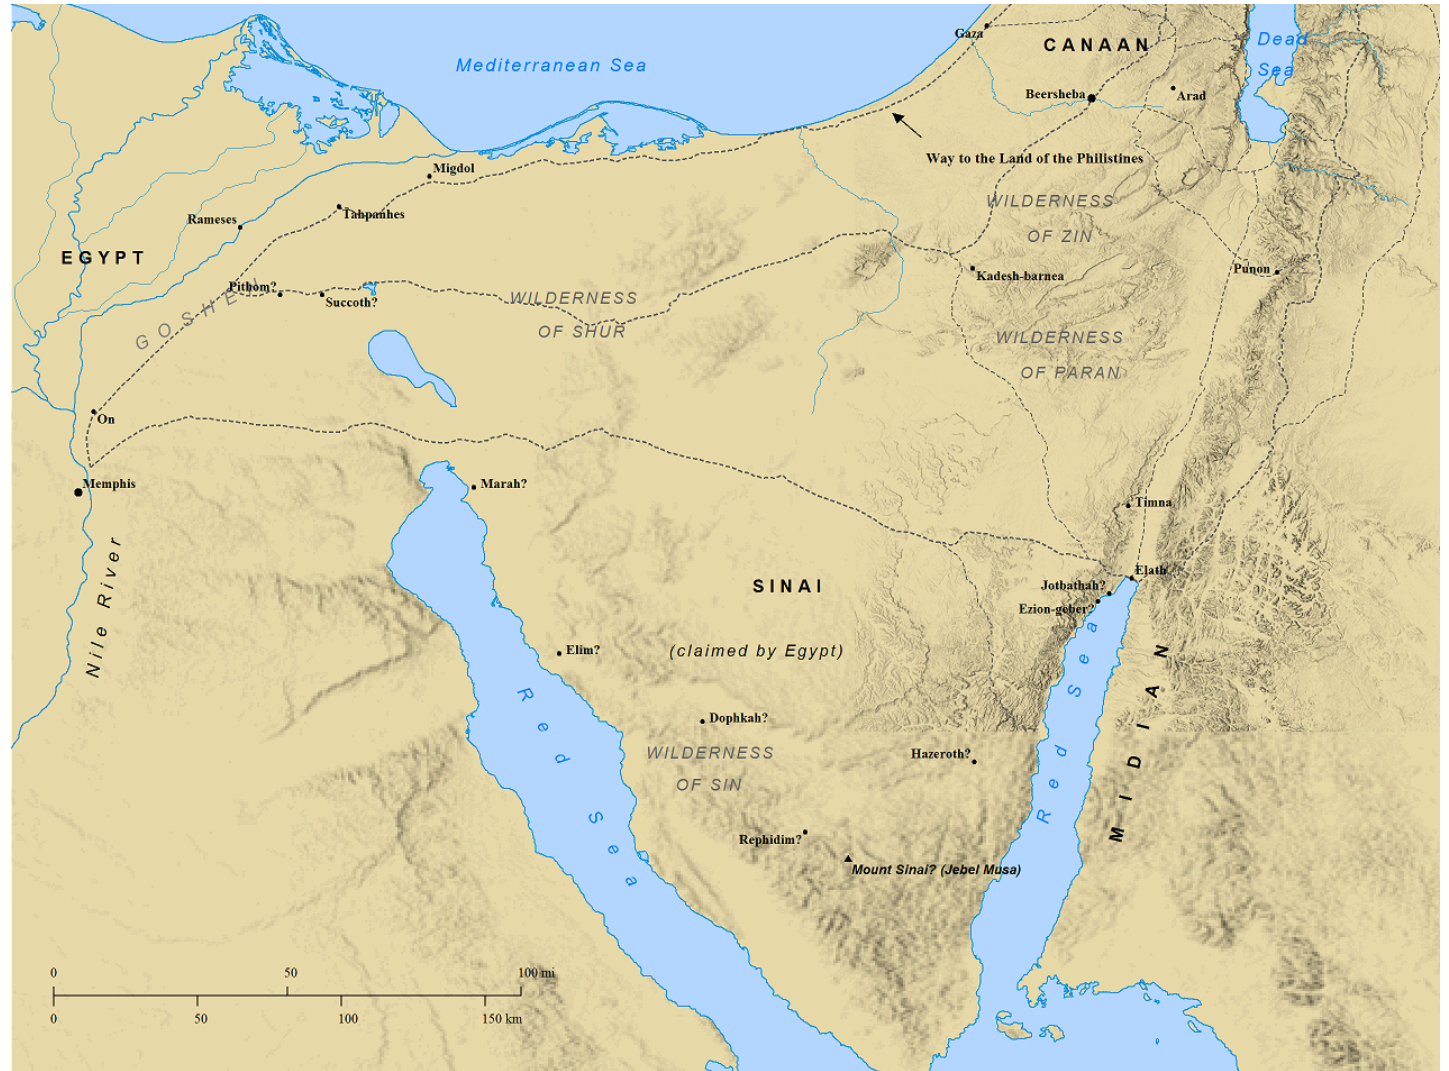 Gaza
CANAAN
Dead
Sea
Mediterranean Sea
Beersheba
Arad
Way to the Land of the Philistines
Migdol
WILDERNESS
OF ZIN
Rameses
Tahpanhes
EGYPT
Kadesh-barnea
Punon
Pithom?
Succoth?
GOSHEN
WILDERNESS
OF SHUR
WILDERNESS
OF PARAN
On
Memphis
Marah?
Timna
Nile River
SINAI
Elath
Jotbathah?
Ezion-geber?
(claimed by Egypt)
Elim?
Red Sea
Red Sea
MIDIAN
Dophkah?
WILDERNESS
OF SIN
Hazeroth?
Rephidim?
Mount Sinai? (Jebel Musa)
0 50 100 mi
0 50 100 150 km